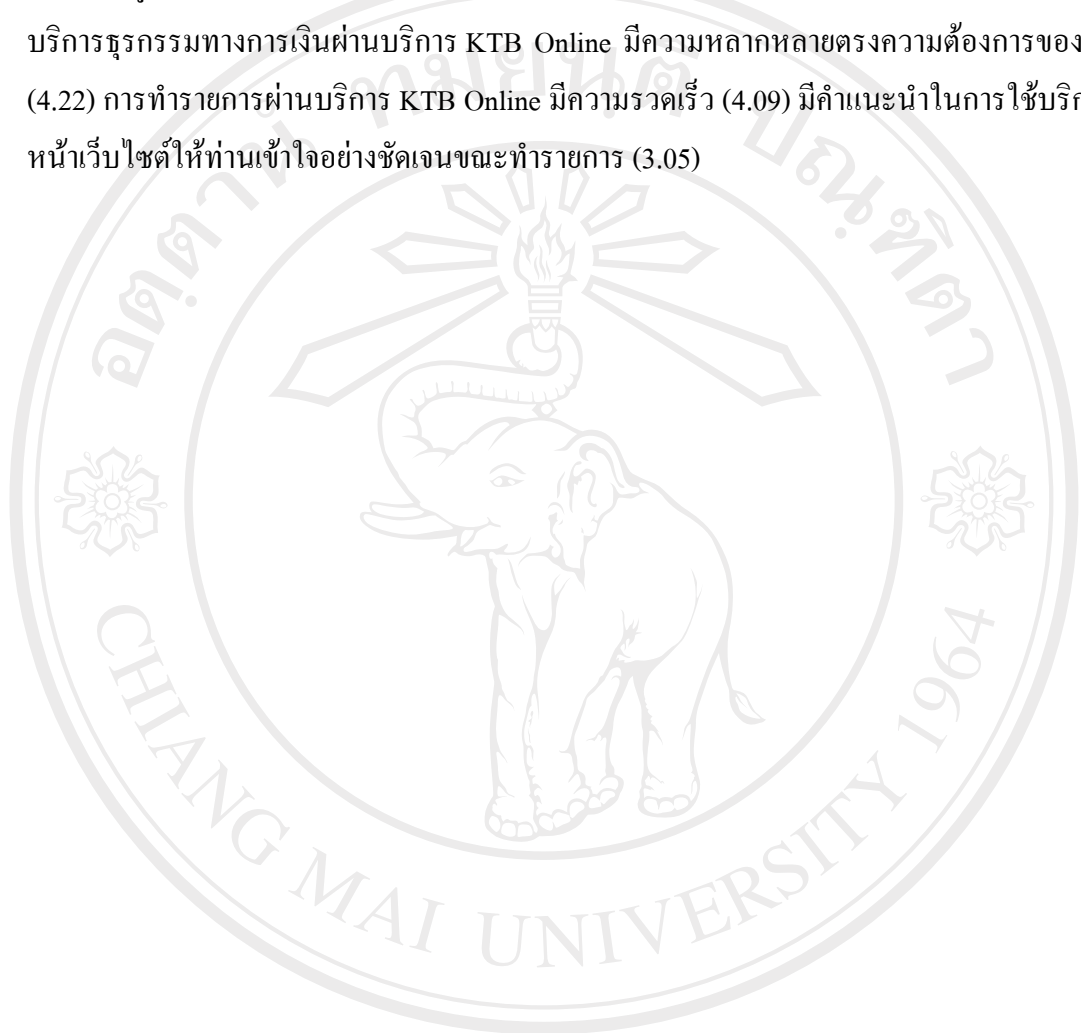 บริการธุรกรรมทางการเงินผ่านบริการ KTB Online มีความหลากหลายตรงความต้องการของ
(4.22) การทำรายการผ่านบริการ KTB Online มีความรวดเร็ว (4.09) มีคำแนะนำในการใช้
หน้าเว็บไซต์ให้ท่านเข้าใจอย่างชัดเจนขณะทำรายการ (3.05)
CHIANG MAI UNIVERSITY 1964